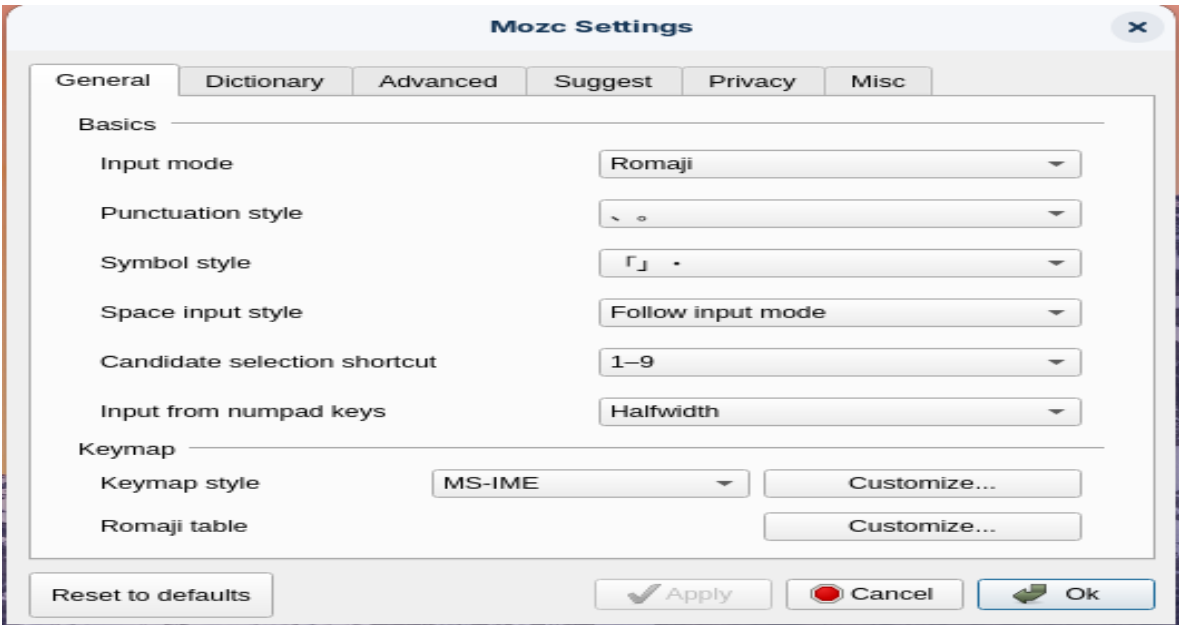 Mozc Settings
General Dictionary Advanced Suggest Privacy Misc
Basics
Input mode Romaji
Punctuation style 、。
Symbol style 「」・
Space input style Follow input mode
Candidate selection shortcut 1–9
Input from numpad keys Halfwidth
Keymap
Keymap style MS-IME Customize...
Romaji table Customize...
Reset to defaults Apply Cancel Ok